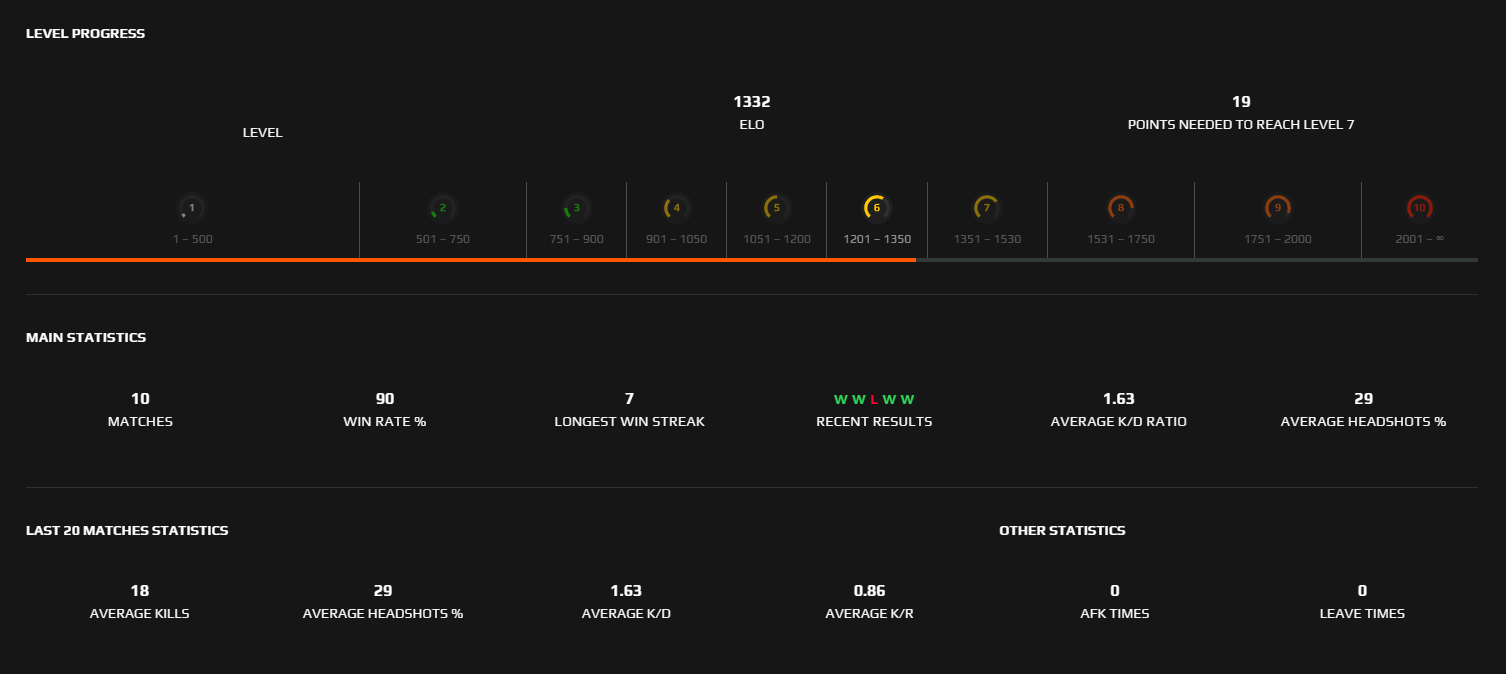 LEVEL PROGRESS
LEVEL
1332
ELO
19
POINTS NEEDED TO REACH LEVEL 7
1
1 – 500
2
501 – 750
3
751 – 900
4
901 – 1050
5
1051 – 1200
6
1201 – 1350
7
1351 – 1530
8
1531 – 1750
9
1751 – 2000
10
2001 – ∞
MAIN STATISTICS
10
MATCHES
90
WIN RATE %
7
LONGEST WIN STREAK
W W L W W
RECENT RESULTS
1.63
AVERAGE K/D RATIO
29
AVERAGE HEADSHOTS %
LAST 20 MATCHES STATISTICS
18
AVERAGE KILLS
29
AVERAGE HEADSHOTS %
1.63
AVERAGE K/D
0.86
AVERAGE K/R
OTHER STATISTICS
0
AFK TIMES
0
LEAVE TIMES